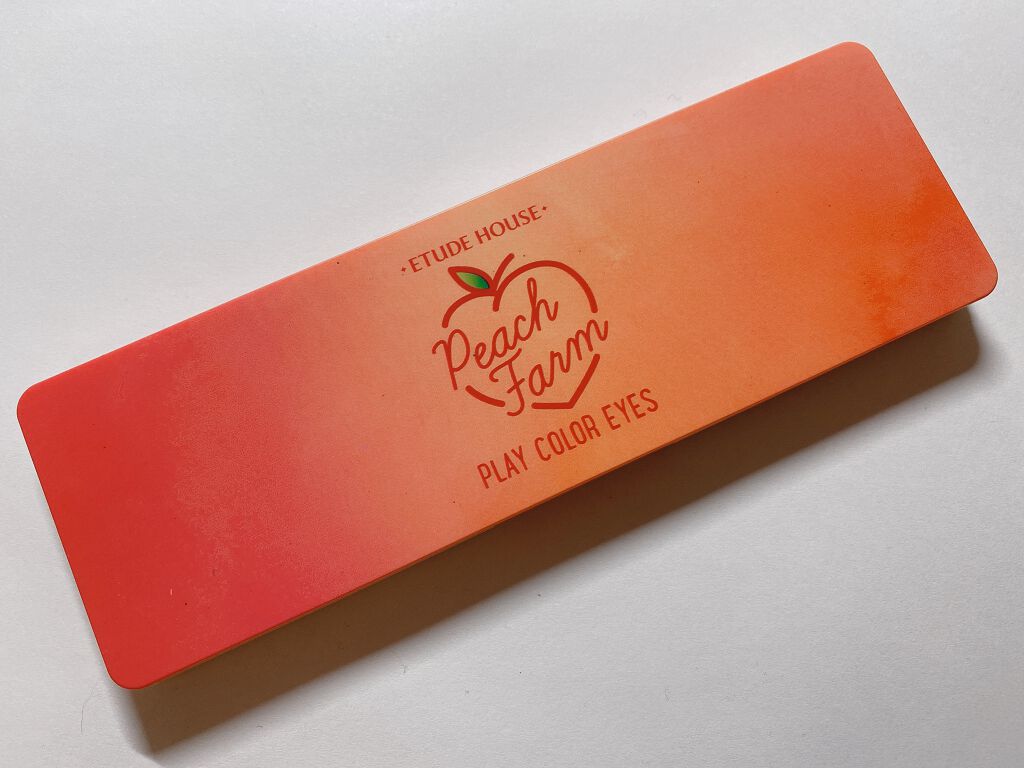 ETUDE HOUSE
Peach
Farm
PLAY COLOR EYES